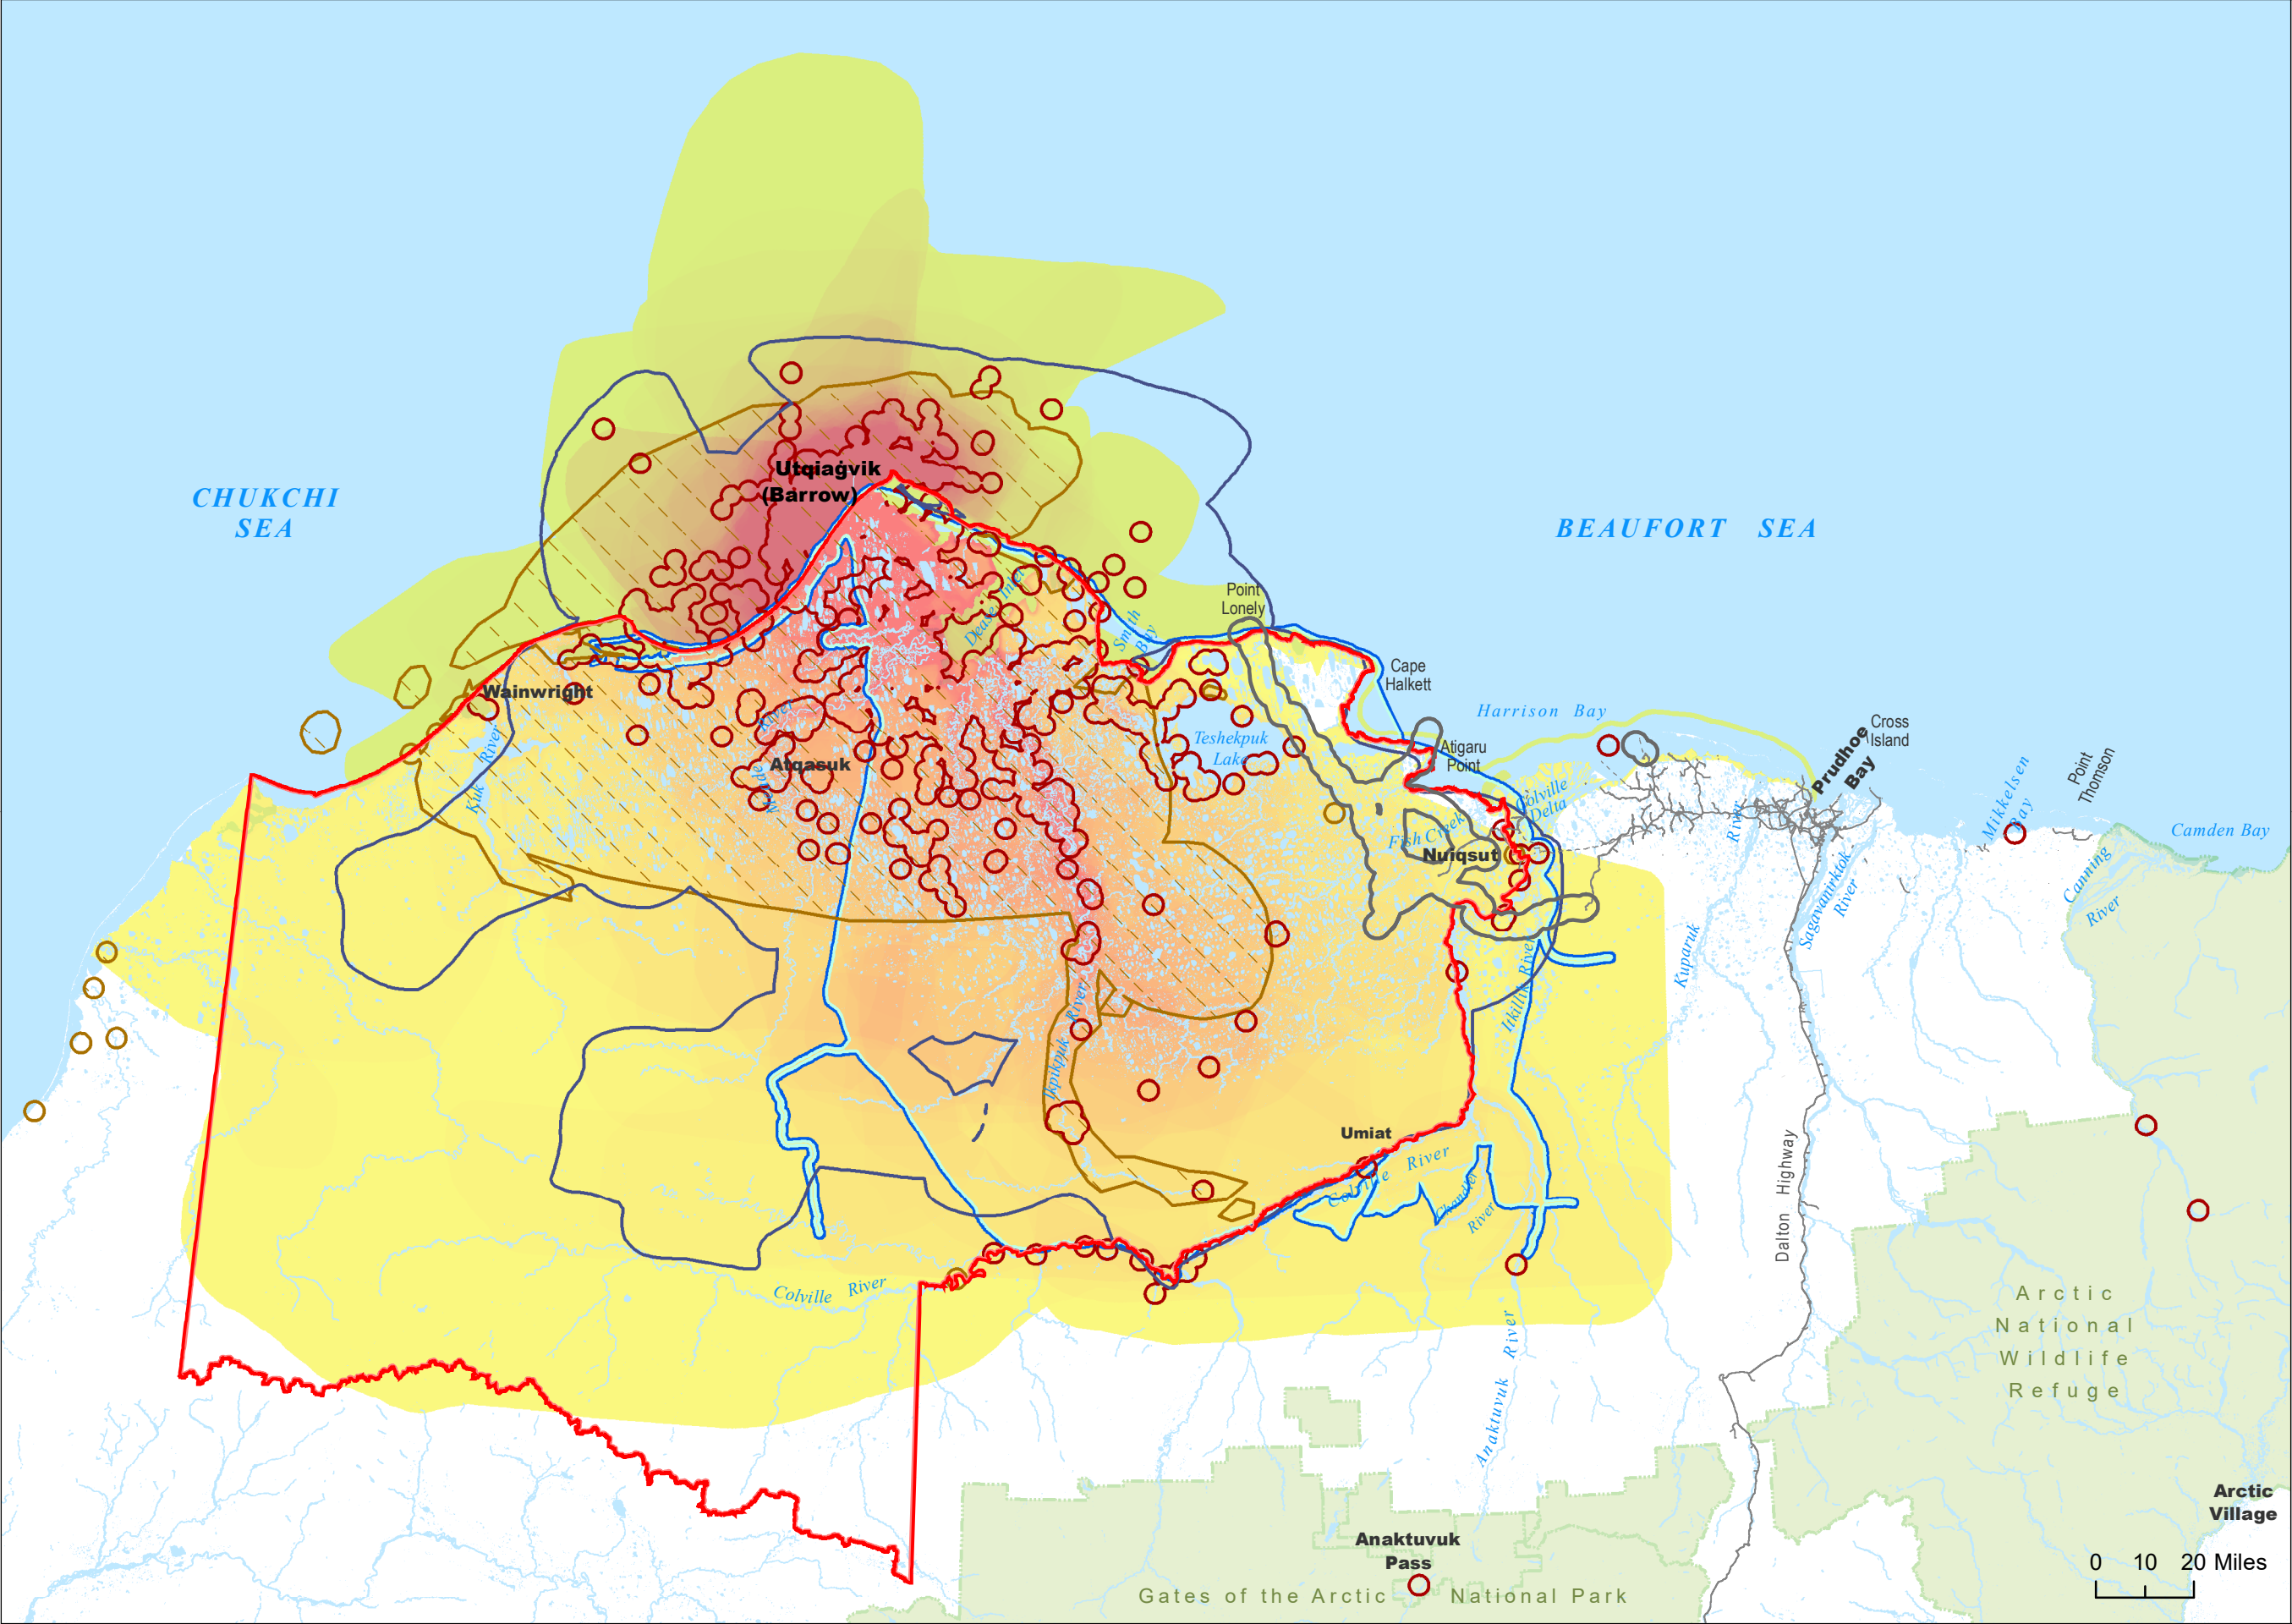 CHUKCHI
SEA
BEAUFORT SEA
Utqiaġvik
(Barrow)
Dease Inlet
Smith
Bay
Point
Lonely
Cape
Halkett
Harrison Bay
Cross
Island
Atigaru
Point
Prudhoe
Bay
Mikkelsen
Bay
Point
Thomson
Camden Bay
Wainwright
Kuk River
Meade River
Atqasuk
Teshekpuk
Lake
Colville
Delta
Fish Creek
Nuiqsut
Itkillik River
Kuparuk River
Sagavanirktok
River
Canning
River
Ikpikpuk River
Umiat
Colville River
Chandler
River
Colville River
Anaktuvuk River
Dalton Highway
Arctic
National
Wildlife
Refuge
Arctic
Village
Anaktuvuk
Pass
Gates of the Arctic National Park
0 10 20 Miles